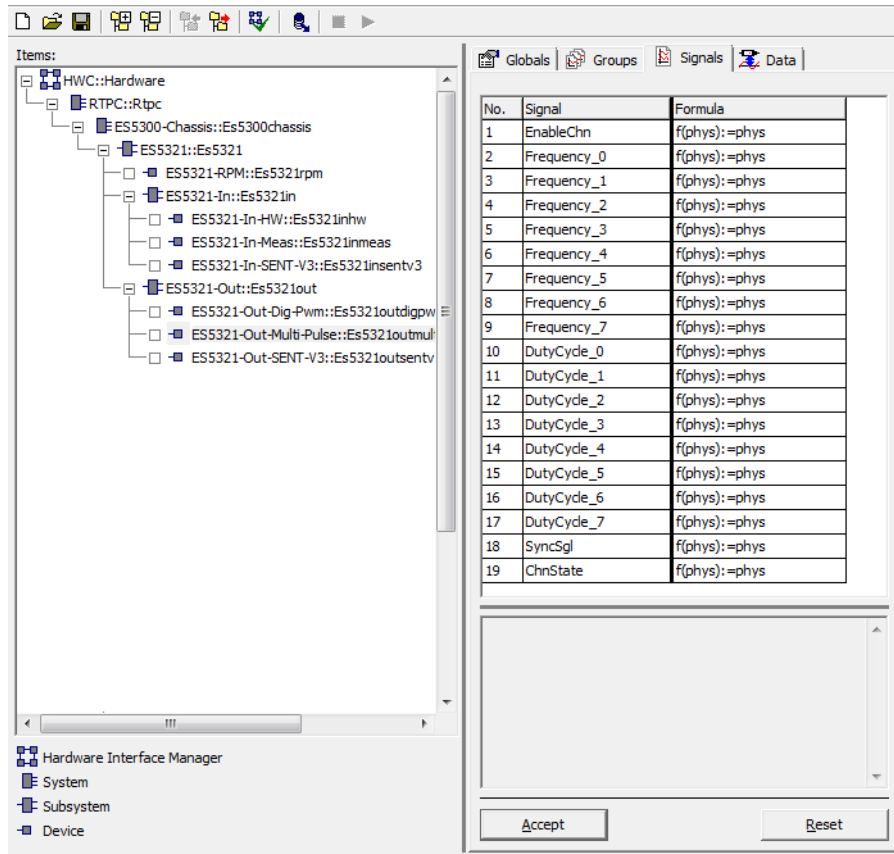 Items:
HWC::Hardware
RTPC::Rtpc
ES5300-Chassis::Es5300chassis
ES5321::Es5321
ES5321-RPM::Es5321rpm
ES5321-In::Es5321in
ES5321-In-HW::Es5321inhw
ES5321-In-Meas::Es5321inmeas
ES5321-In-SENT-V3::Es5321insentv3
ES5321-Out::Es5321out
ES5321-Out-Dig-Pwm::Es5321outdigpw
ES5321-Out-Multi-Pulse::Es5321outmul
ES5321-Out-SENT-V3::Es5321outsentv
Hardware Interface Manager
System
Subsystem
Device
Globals Groups Signals Data
No. Signal Formula
1 EnableChn f(phys):=phys
2 Frequency_0 f(phys):=phys
3 Frequency_1 f(phys):=phys
4 Frequency_2 f(phys):=phys
5 Frequency_3 f(phys):=phys
6 Frequency_4 f(phys):=phys
7 Frequency_5 f(phys):=phys
8 Frequency_6 f(phys):=phys
9 Frequency_7 f(phys):=phys
10 DutyCycle_0 f(phys):=phys
11 DutyCycle_1 f(phys):=phys
12 DutyCycle_2 f(phys):=phys
13 DutyCycle_3 f(phys):=phys
14 DutyCycle_4 f(phys):=phys
15 DutyCycle_5 f(phys):=phys
16 DutyCycle_6 f(phys):=phys
17 DutyCycle_7 f(phys):=phys
18 SyncSgl f(phys):=phys
19 ChnState f(phys):=phys
Accept Reset